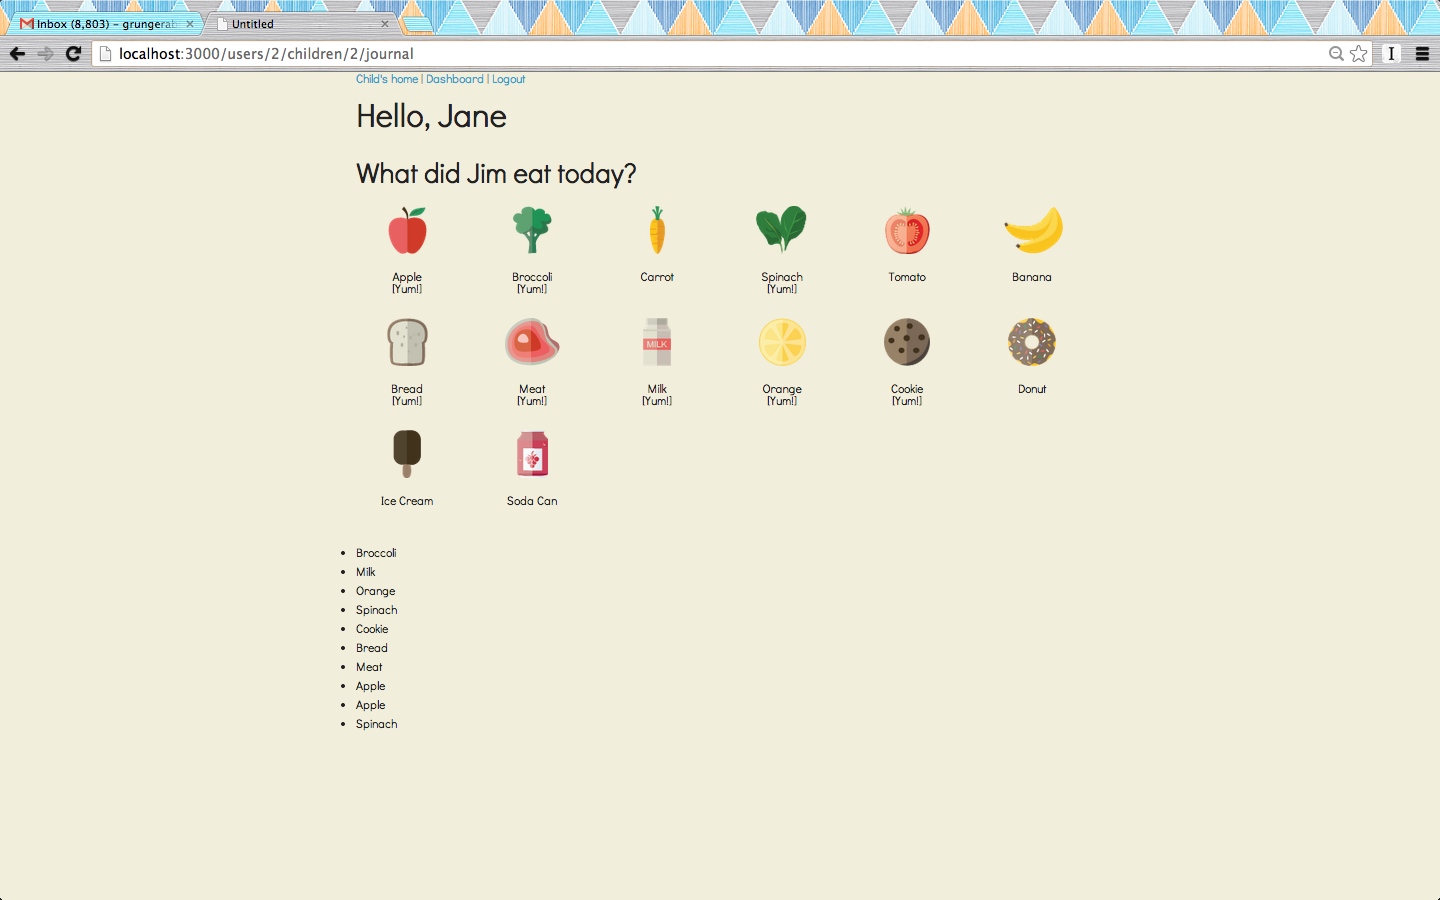 Inbox (8,803) – grungerab
Untitled
localhost:3000/users/2/children/2/journal
Child's home | Dashboard | Logout
Hello, Jane
What did Jim eat today?
Apple Broccoli Carrot Spinach Tomato Banana
[Yum!] [Yum!] [Yum!]
MILK
Bread Meat Milk Orange Cookie Donut
[Yum!] [Yum!] [Yum!] [Yum!] [Yum!]
Ice Cream Soda Can
• Broccoli
• Milk
• Orange
• Spinach
• Cookie
• Bread
• Meat
• Apple
• Apple
• Spinach